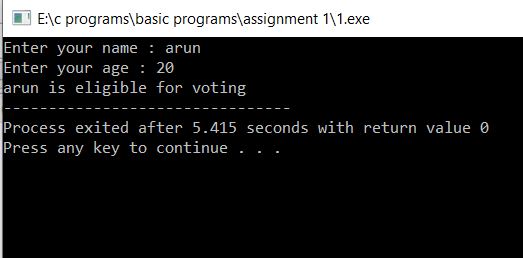 E:\c programs\basic programs\assignment 1\1.exe
Enter your name : arun
Enter your age : 20
arun is eligible for voting
--------------------------------
Process exited after 5.415 seconds with return value 0
Press any key to continue . . .